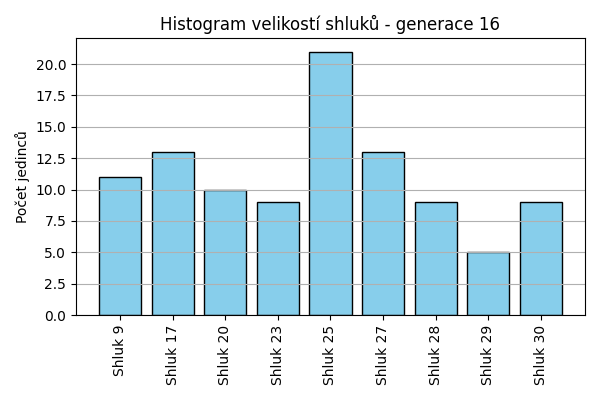 Histogram velikostí shluků - generace 16
Počet jedinců
20.0
17.5
15.0
12.5
10.0
7.5
5.0
2.5
0.0
Shluk 9
Shluk 17
Shluk 20
Shluk 23
Shluk 25
Shluk 27
Shluk 28
Shluk 29
Shluk 30